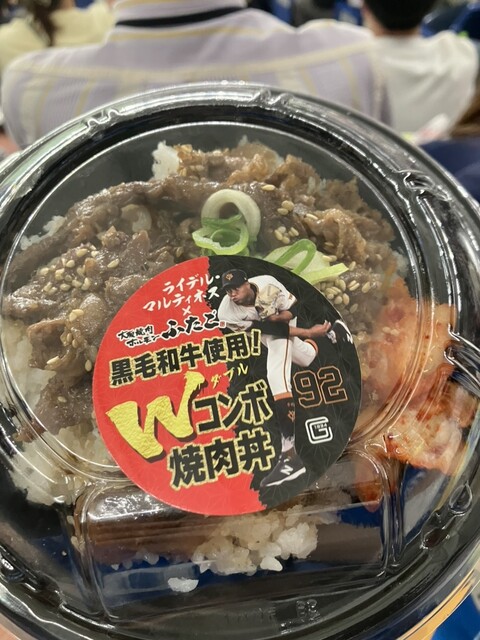 ライデル・
マルティネス
×
大阪焼肉
ホルモン
ふたご
黒毛和牛使用!
ダブル
Wコンボ
焼肉丼
92
G